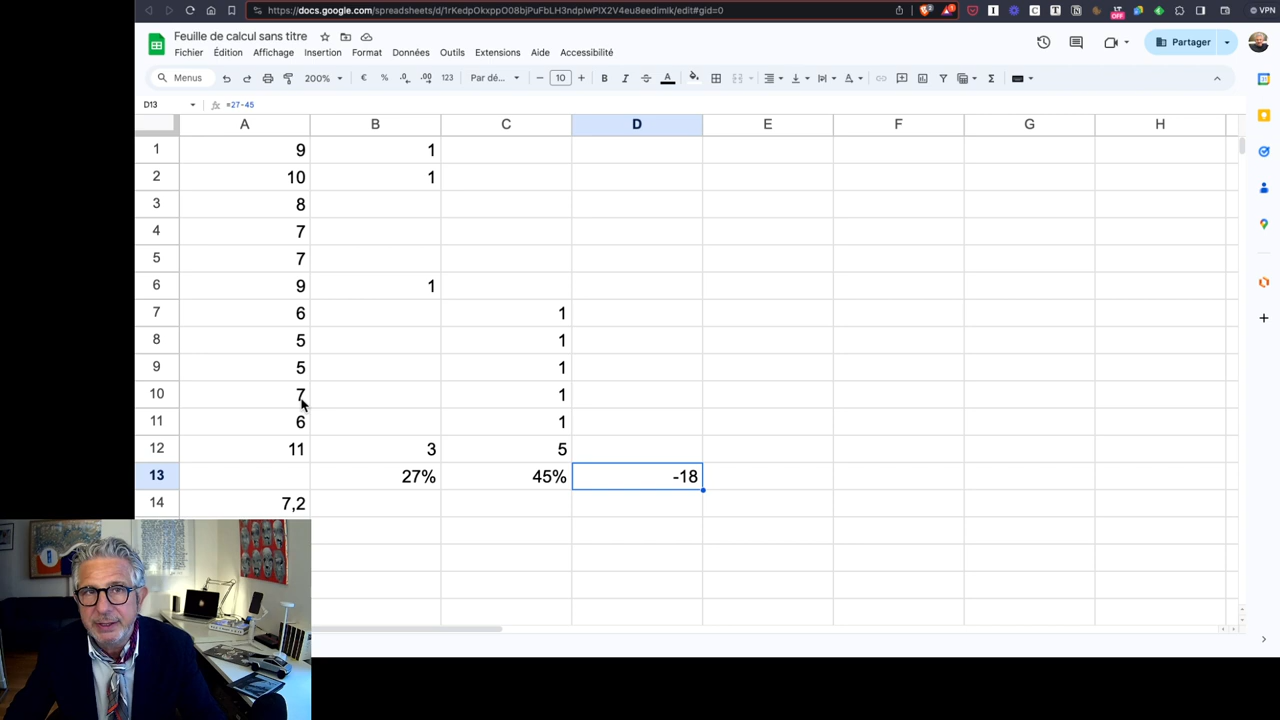 https://docs.google.com/spreadsheets/d/1rKedpOkxppO08bjPuFbLH3ndpIwPIX2V4eu8eedimlk/edit#gid=0
VPN
Feuille de calcul sans titre
Fichier Édition Affichage Insertion Format Données Outils Extensions Aide Accessibilité
Partager
Menus 200% € % .0 .00 123 Par dé... − 10 + B I S A
D13 fx =27-45
A B C D E F G H
1 9 1
2 10 1
3 8
4 7
5 7
6 9 1
7 6 1
8 5 1
9 5 1
10 7 1
11 6 1
12 11 3 5
13 27% 45% -18
14 7,2